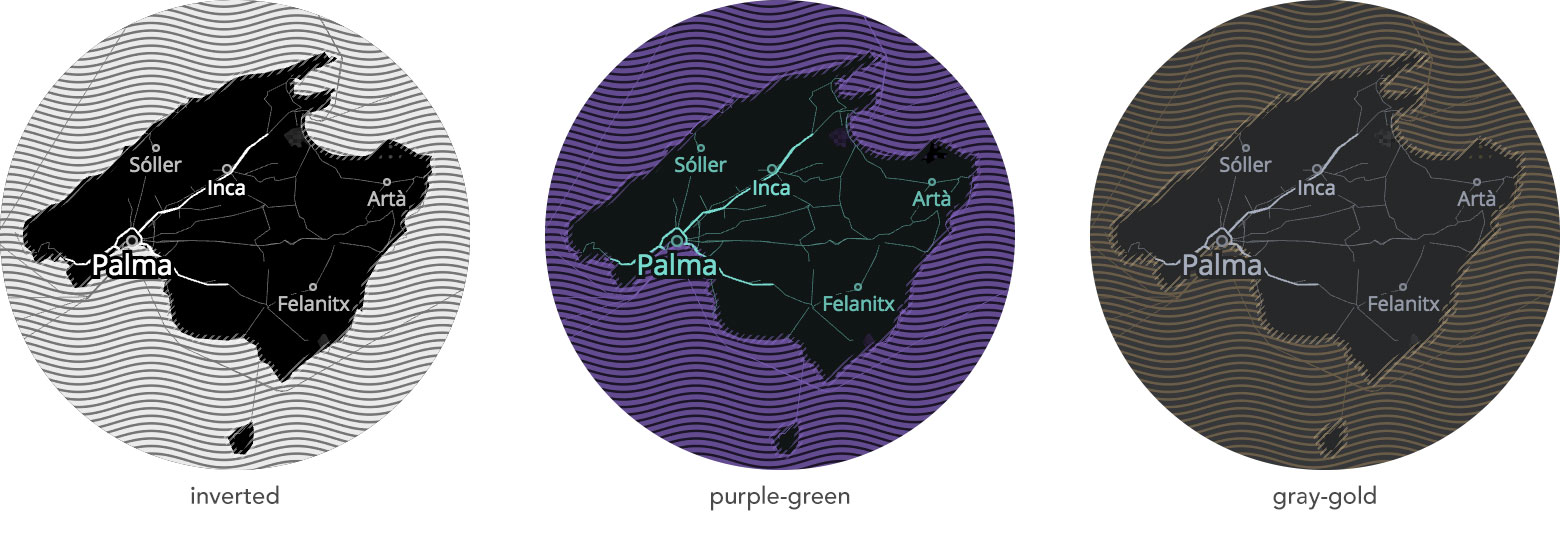 Sóller
Inca
Artà
Palma
Felanitx
inverted
Sóller
Inca
Artà
Palma
Felanitx
purple-green
Sóller
Inca
Artà
Palma
Felanitx
gray-gold